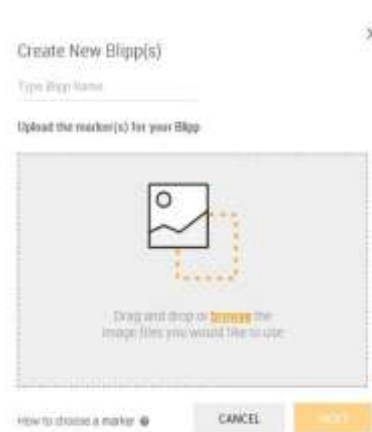 Create New Blipp(s)
Type Blipp Name
Upload the marker(s) for your Blipp
Drag and drop or browse the
image files you would like to use
How to choose a marker
CANCEL
NEXT